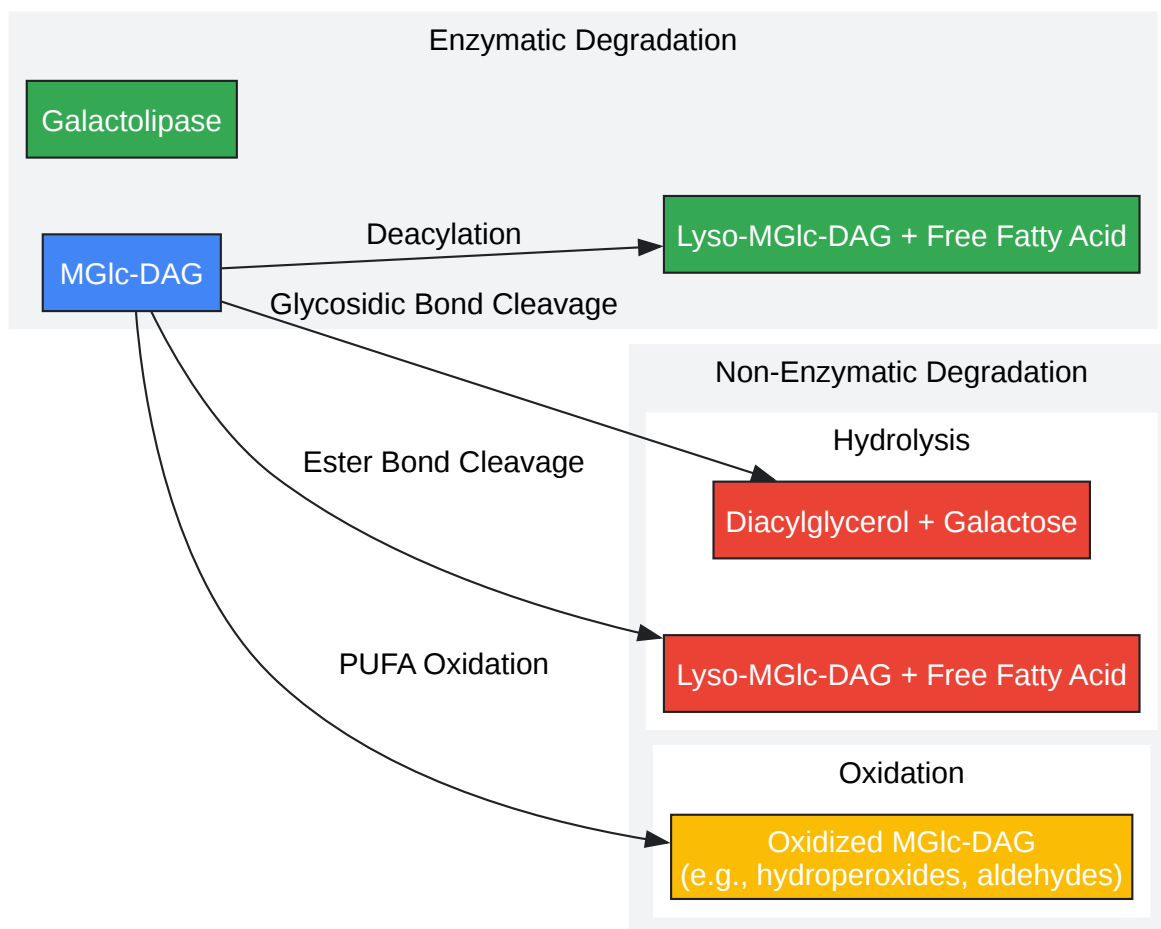 Enzymatic Degradation
Galactolipase
MGlc-DAG
Deacylation
Lyso-MGlc-DAG + Free Fatty Acid
Glycosidic Bond Cleavage
Non-Enzymatic Degradation
Hydrolysis
Ester Bond Cleavage
Diacylglycerol + Galactose
PUFA Oxidation
Lyso-MGlc-DAG + Free Fatty Acid
Oxidation
Oxidized MGlc-DAG
(e.g., hydroperoxides, aldehydes)